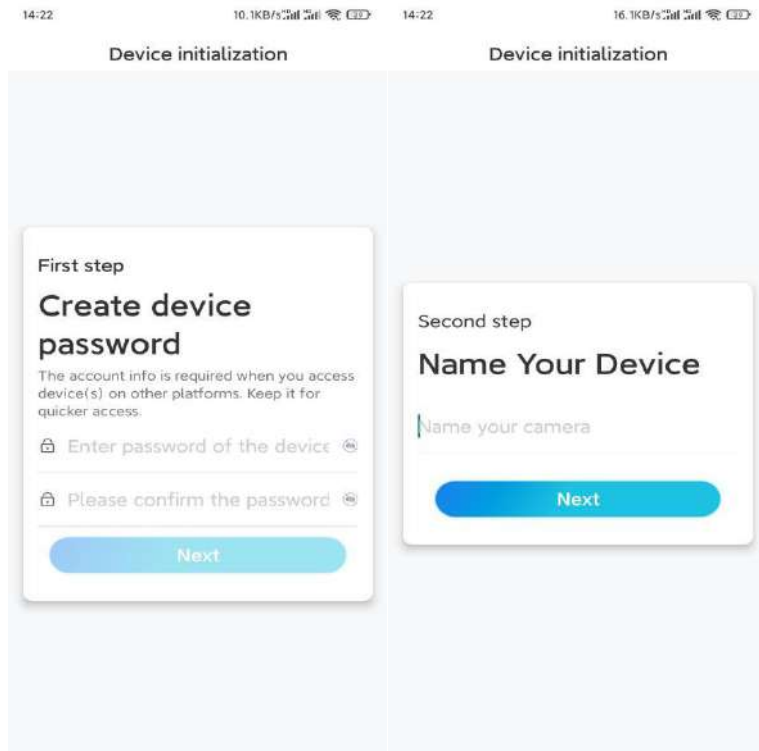 14:22
10.1KB/s
Device initialization
First step
Create device
password
The account info is required when you access
device(s) on other platforms. Keep it for
quicker access.
Enter password of the device
Please confirm the password
Next
14:22
16.1KB/s
Device initialization
Second step
Name Your Device
Name your camera
Next